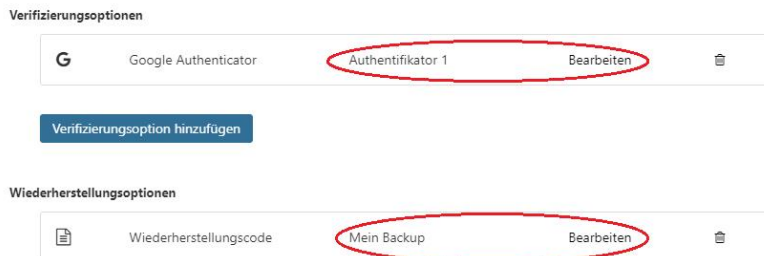 Verifizierungsoptionen
G Google Authenticator Authentifikator 1 Bearbeiten
Verifizierungsoption hinzufügen
Wiederherstellungsoptionen
Wiederherstellungscode Mein Backup Bearbeiten